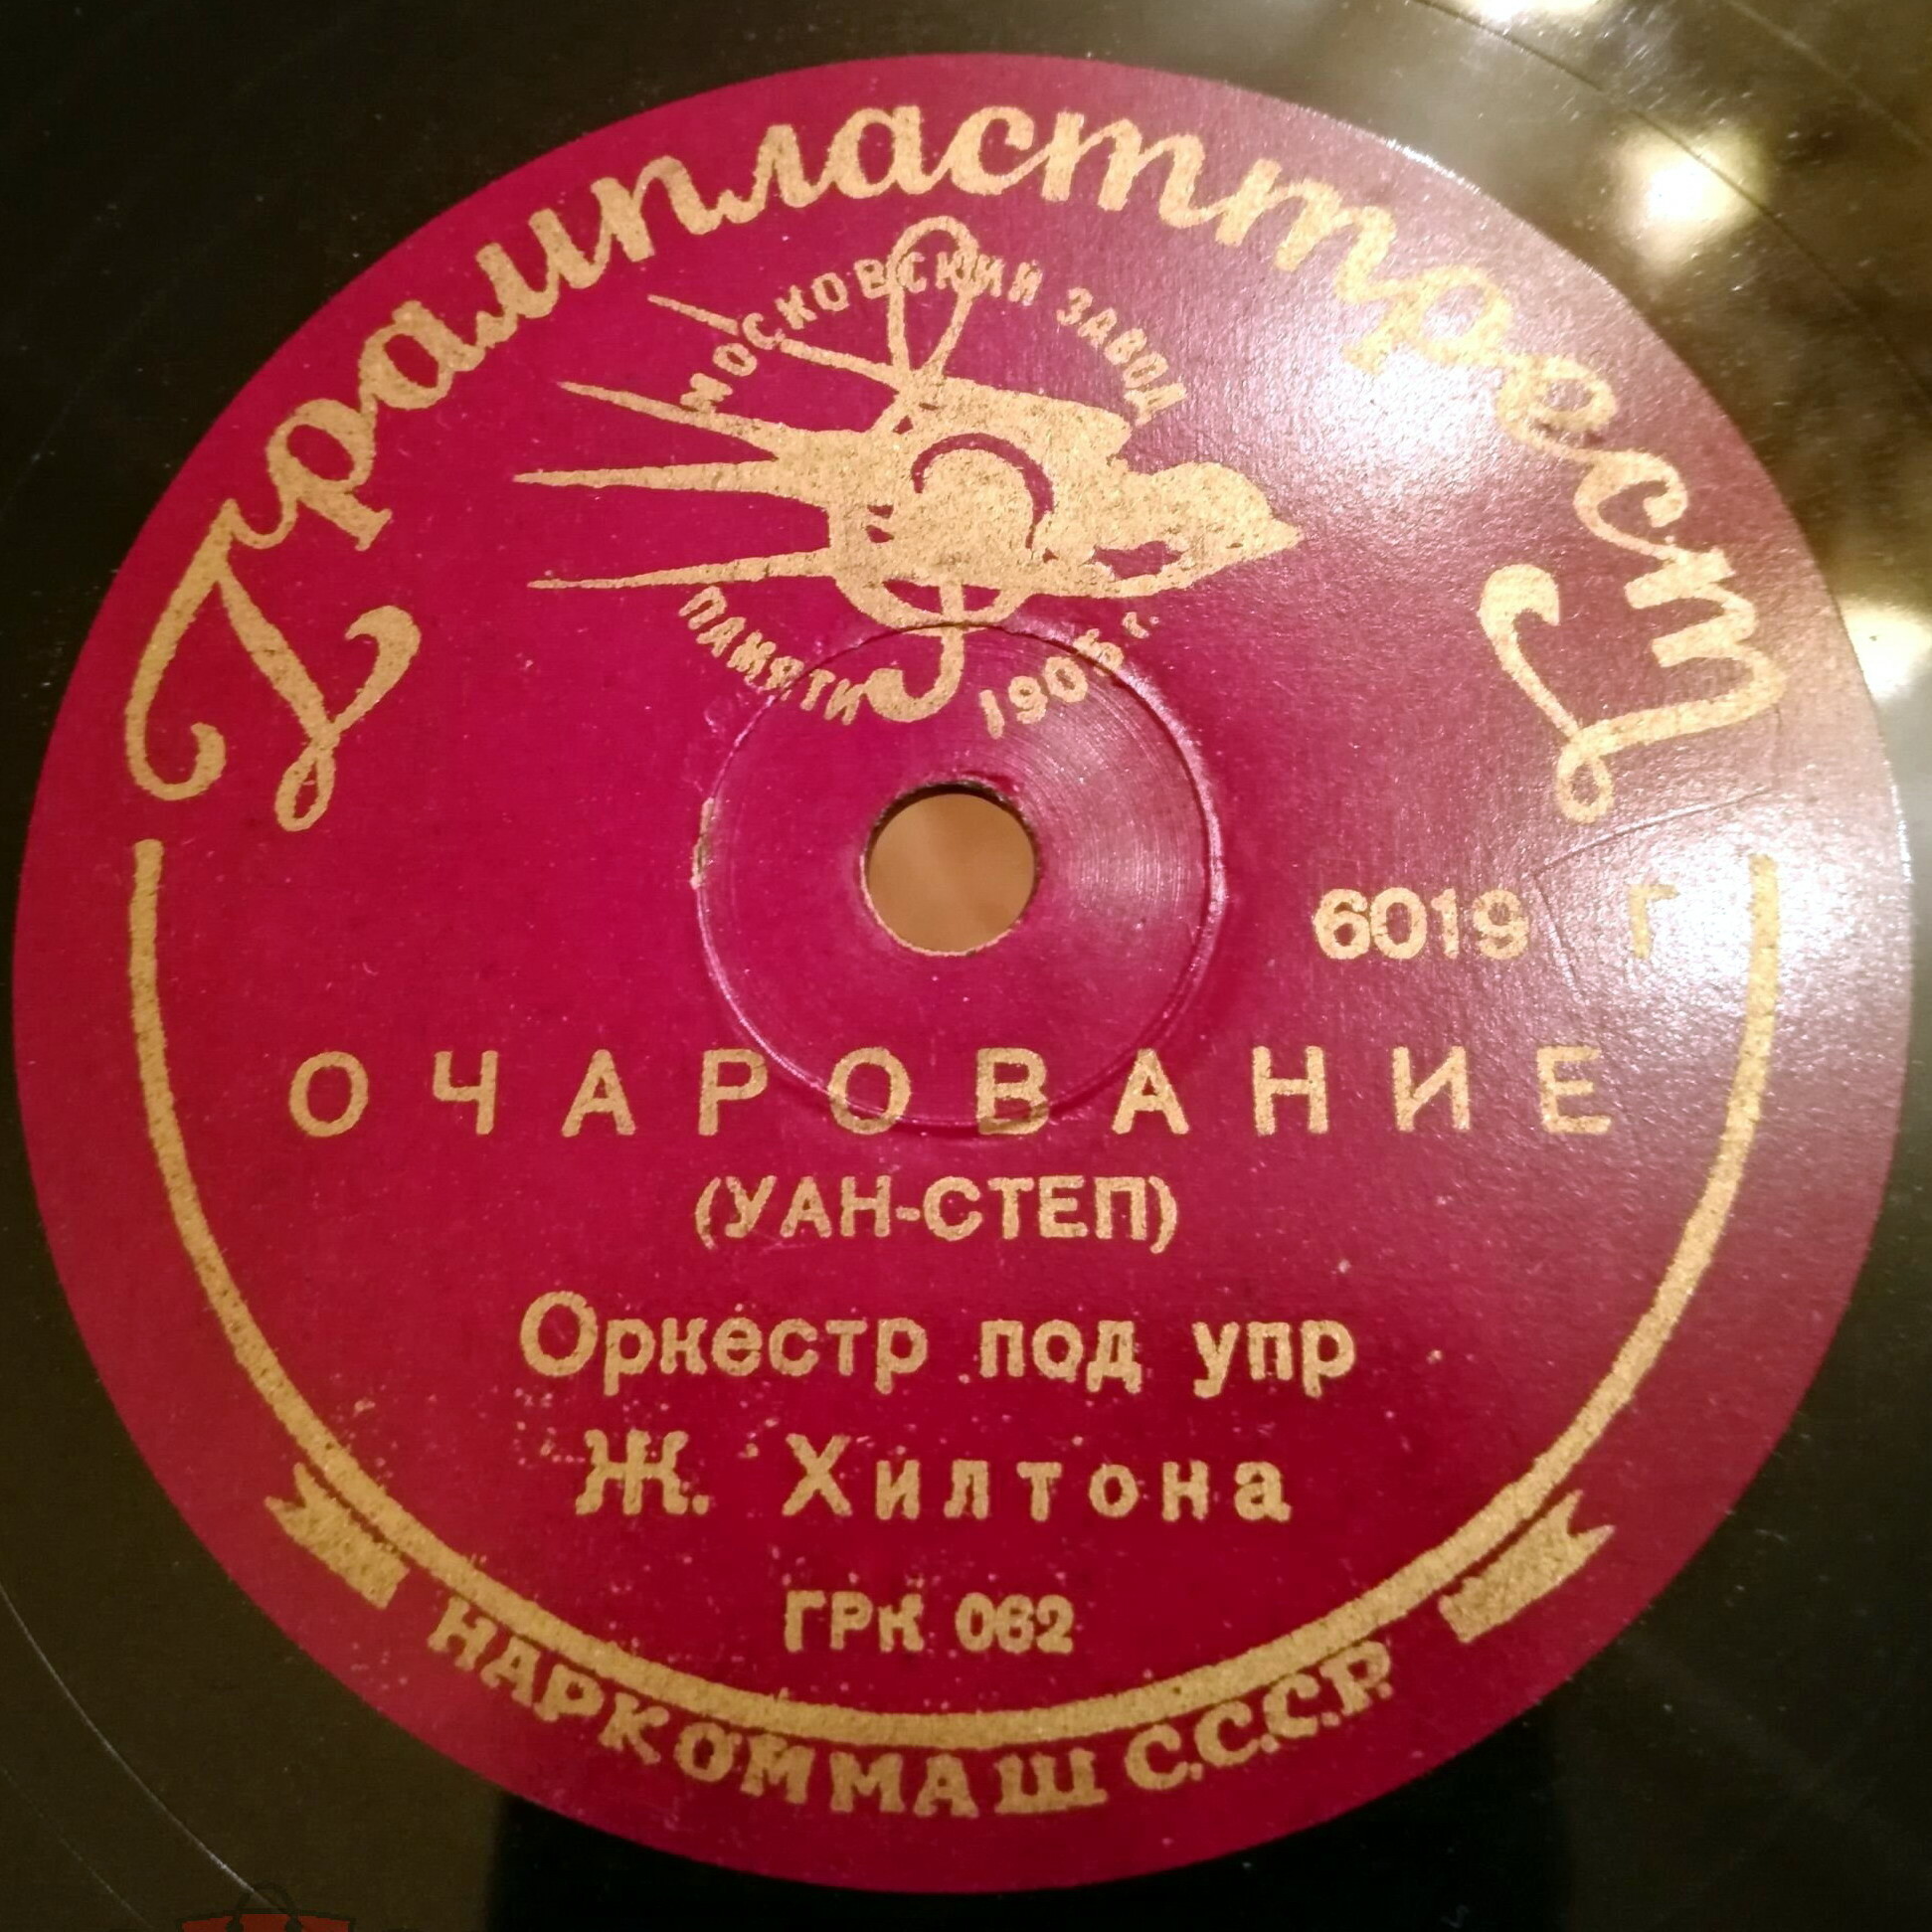 Грампласттрест
МОСКОВСКИЙ ЗАВОД
ПАМЯТИ 1905 г.
6019 Г
ОЧАРОВАНИЕ
(УАН-СТЕП)
Оркестр под упр
Ж. Хилтона
ГРК 062
НАРКОММАШ С.С.С.Р.